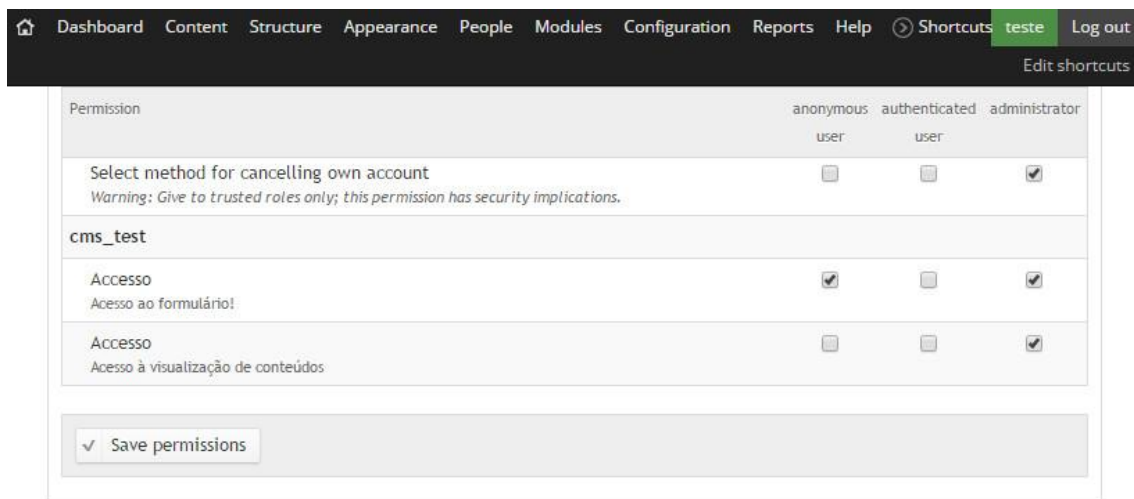 Dashboard Content Structure Appearance People Modules Configuration Reports Help Shortcuts teste Log out
Edit shortcuts
Permission anonymous user authenticated user administrator
Select method for cancelling own account
Warning: Give to trusted roles only; this permission has security implications.
cms_test
Accesso
Acesso ao formulário!
Accesso
Acesso à visualização de conteúdos
Save permissions